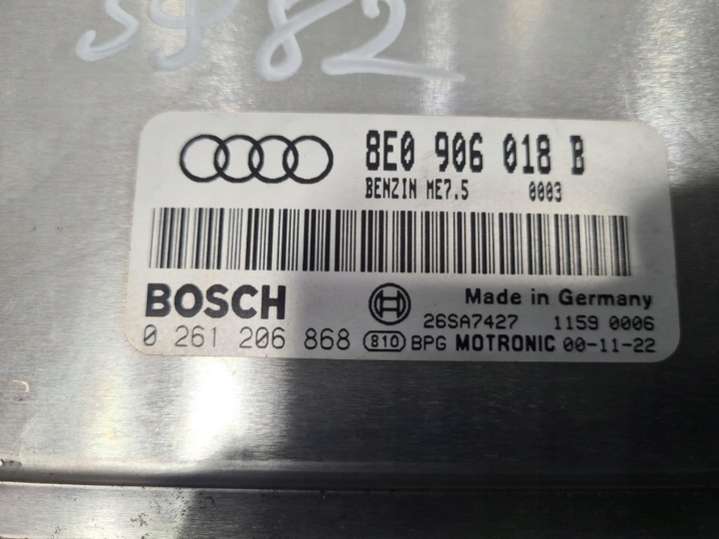 5982
8E0 906 018 B
BENZIN ME7.5 0003
BOSCH Made in Germany
26SA7427 1159 0006
0 261 206 868 810 BPG MOTRONIC 00-11-22